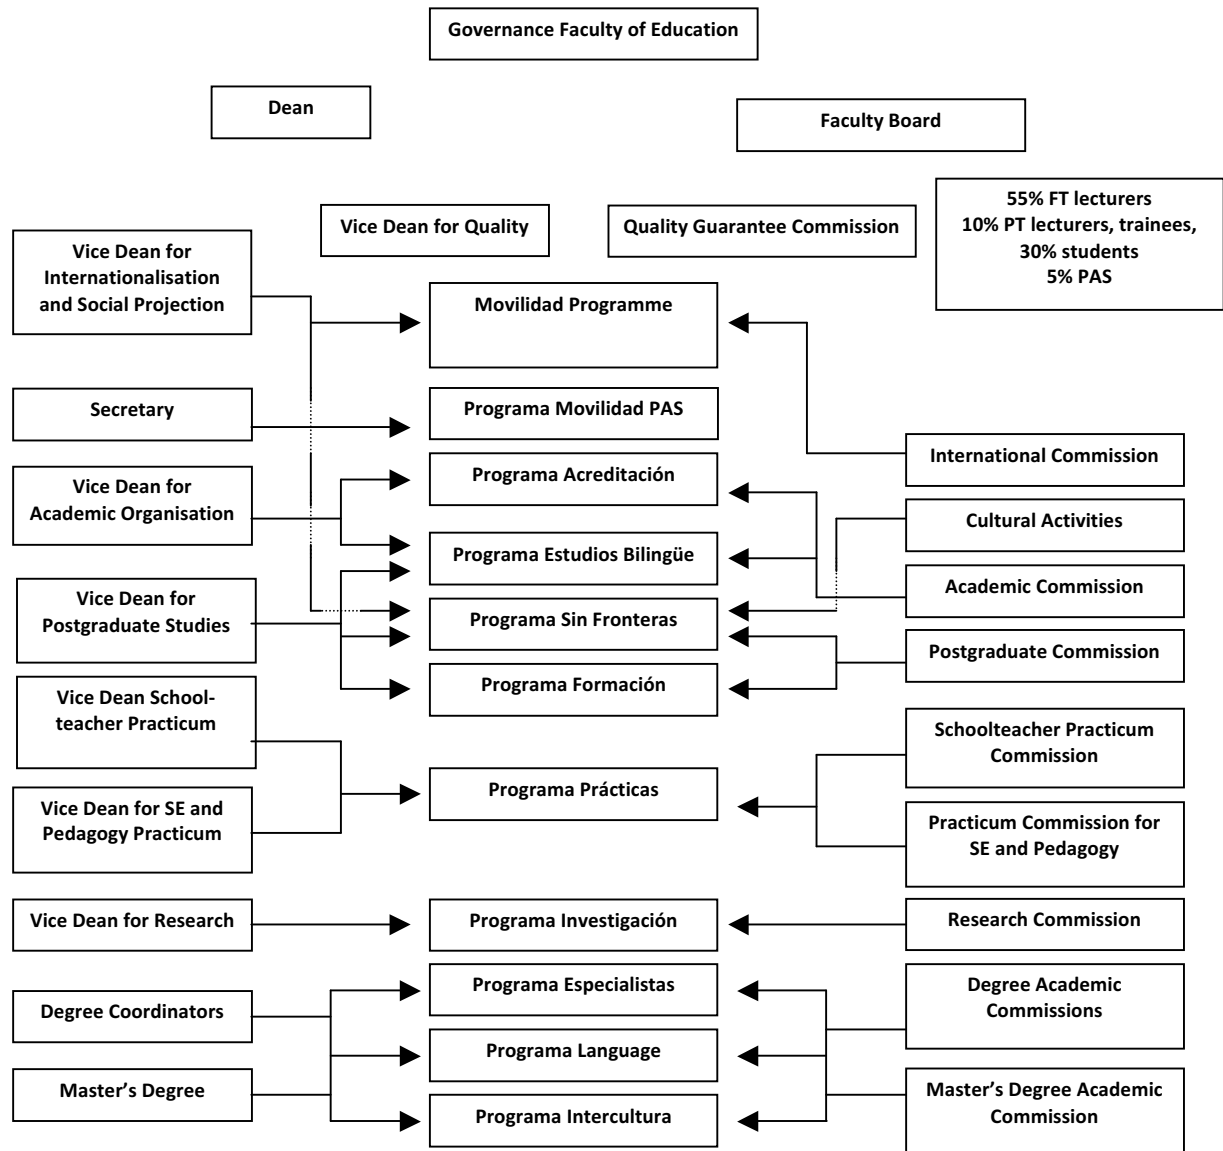 Governance Faculty of Education
Dean
Faculty Board
55% FT lecturers
10% PT lecturers, trainees,
30% students
5% PAS
Vice Dean for Quality
Quality Guarantee Commission
Vice Dean for
Internationalisation
and Social Projection
Movilidad Programme
Secretary
Programa Movilidad PAS
International Commission
Vice Dean for
Academic Organisation
Programa Acreditación
Cultural Activities
Programa Estudios Bilingüe
Academic Commission
Vice Dean for
Postgraduate Studies
Programa Sin Fronteras
Postgraduate Commission
Programa Formación
Vice Dean School-
teacher Practicum
Schoolteacher Practicum
Commission
Programa Prácticas
Vice Dean for SE and
Pedagogy Practicum
Practicum Commission for
SE and Pedagogy
Vice Dean for Research
Programa Investigación
Research Commission
Programa Especialistas
Degree Academic
Commissions
Degree Coordinators
Programa Language
Master’s Degree
Master’s Degree Academic
Commission
Programa Intercultura